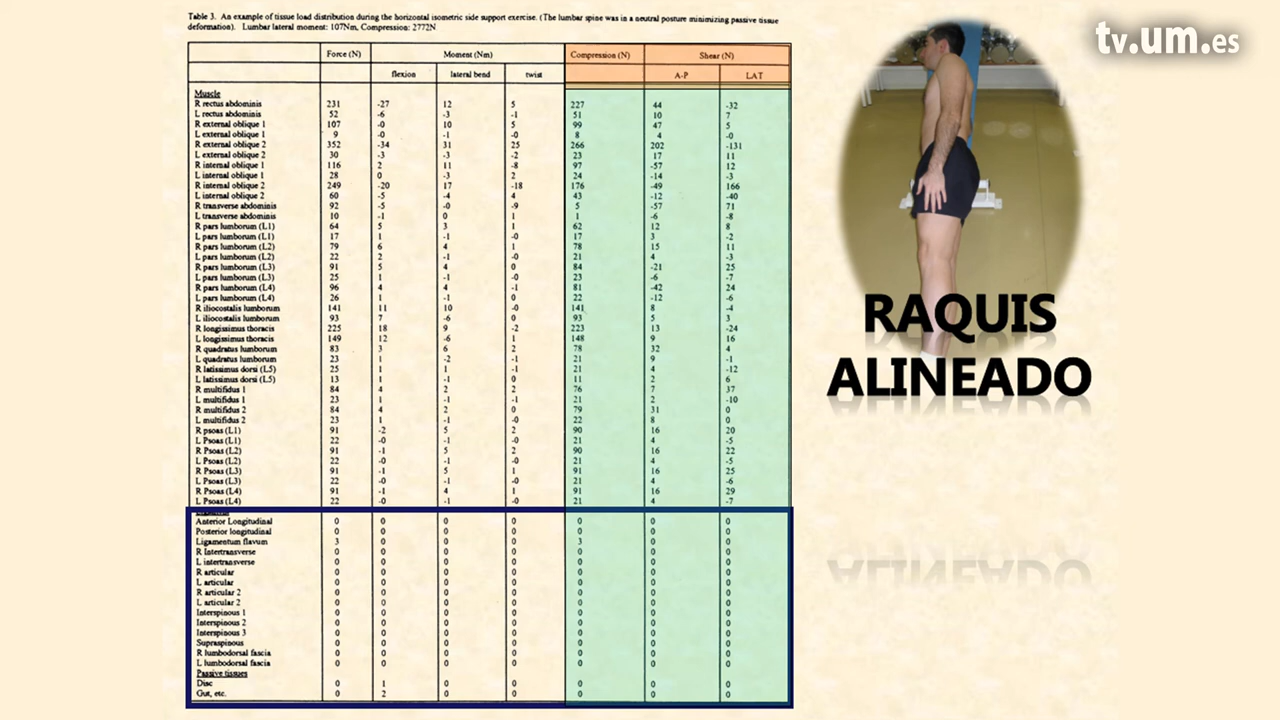 Table 3. An example of tissue load distribution during the horizontal isometric side support exercise. (The lumbar spine was in a neutral posture minimizing passive tissue
deformation). Lumbar lateral moment: 107Nm, Compression: 2772N
tv.um.es
Force (N) Moment (Nm) Compression (N) Shear (N)
flexion lateral bend twist A-P LAT
Muscle
R rectus abdominis 231 -27 12 5 227 44 -32
L rectus abdominis 52 -6 -3 -1 51 10 7
R external oblique 1 107 -0 10 5 99 47 5
L external oblique 1 9 -0 -1 -0 8 4 -0
R external oblique 2 352 -34 31 25 266 202 -131
L external oblique 2 30 -3 -3 -2 23 17 11
R internal oblique 1 116 2 11 -8 97 -57 12
L internal oblique 1 28 0 -3 2 24 -14 -3
R internal oblique 2 249 -20 17 -18 176 -49 166
L internal oblique 2 60 -5 -4 4 43 -12 -40
R transverse abdominis 92 -5 -0 -9 5 -57 71
L transverse abdominis 10 -1 0 1 1 -6 -8
R pars lumborum (L1) 64 5 3 1 62 12 8
L pars lumborum (L1) 17 1 -1 -0 17 3 -2
R pars lumborum (L2) 79 6 4 1 78 15 11
L pars lumborum (L2) 22 2 -1 -0 21 4 -3
R pars lumborum (L3) 91 5 4 0 84 -21 25
L pars lumborum (L3) 25 1 -1 -0 23 -6 -7
R pars lumborum (L4) 96 4 4 -1 81 -42 24
L pars lumborum (L4) 26 1 -1 0 22 -12 -6
R iliocostalis lumborum 141 11 10 -0 141 8 -4
L iliocostalis lumborum 93 7 -6 0 93 5 3
R longissimus thoracis 225 18 9 -2 223 13 -24
L longissimus thoracis 149 12 -6 1 148 9 16
R quadratus lumborum 83 3 6 2 78 32 4
L quadratus lumborum 23 1 -2 -1 21 9 -1
R latissimus dorsi (L5) 25 1 1 -1 21 4 -12
L latissimus dorsi (L5) 13 1 -1 0 11 2 6
R multifidus 1 84 4 2 2 76 7 37
L multifidus 1 23 1 -1 -1 21 2 -10
R multifidus 2 84 4 2 0 79 31 0
L multifidus 2 23 1 -1 -0 22 8 0
R psoas (L1) 91 -2 5 2 90 16 20
L Psoas (L1) 22 -0 -1 -0 21 4 -5
R Psoas (L2) 91 -1 5 2 90 16 22
L Psoas (L2) 22 -0 -1 -0 21 4 -5
R Psoas (L3) 91 -1 5 1 91 16 25
L Psoas (L3) 22 -0 -1 -0 21 4 -6
R Psoas (L4) 91 -1 4 1 91 16 29
L Psoas (L4) 22 -0 -1 -0 21 4 -7
Anterior Longitudinal 0 0 0 0 0 0 0
Posterior longitudinal 0 0 0 0 0 0 0
Ligamentum flavum 3 0 0 0 3 0 0
R Intertransverse 0 0 0 0 0 0 0
L intertransverse 0 0 0 0 0 0 0
R articular 0 0 0 0 0 0 0
L articular 0 0 0 0 0 0 0
R articular 2 0 0 0 0 0 0 0
L articular 2 0 0 0 0 0 0 0
Interspinous 1 0 0 0 0 0 0 0
Interspinous 2 0 0 0 0 0 0 0
Interspinous 3 0 0 0 0 0 0 0
Supraspinous 0 0 0 0 0 0 0
R lumbodorsal fascia 0 0 0 0 0 0 0
L lumbodorsal fascia 0 0 0 0 0 0 0
Passive tissues
Disc 0 1 0 0 0 0 0
Gut, etc. 0 2 0 0 0 0 0
RAQUIS
ALINEADO